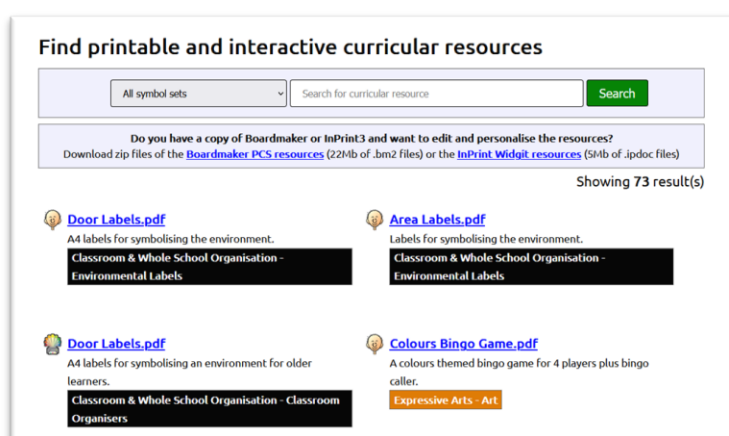 Find printable and interactive curricular resources
All symbol sets
Search for curricular resource
Search
Do you have a copy of Boardmaker or InPrint3 and want to edit and personalise the resources?
Download zip files of the Boardmaker PCS resources (22Mb of .bm2 files) or the InPrint Widgit resources (5Mb of .ipdoc files)
Showing 73 result(s)
Door Labels.pdf
A4 labels for symbolising the environment.
Classroom & Whole School Organisation -
Environmental Labels
Area Labels.pdf
Labels for symbolising the environment.
Classroom & Whole School Organisation -
Environmental Labels
Door Labels.pdf
A4 labels for symbolising an environment for older
learners.
Classroom & Whole School Organisation - Classroom
Organisers
Colours Bingo Game.pdf
A colours themed bingo game for 4 players plus bingo
caller.
Expressive Arts - Art